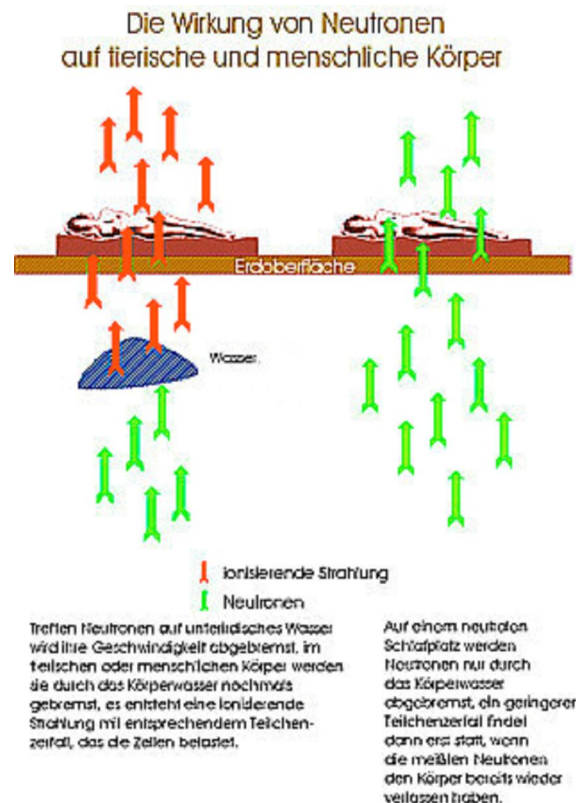 Die Wirkung von Neutronen
auf tierische und menschliche Körper
Erdoberfläche
Wasser
ionisierende Strahlung
Neutronen
Treffen Neutronen auf unterirdisches Wasser
wird ihre Geschwindigkeit abgebremst, im
tierischen oder menschlichen Körper werden
sie durch das Körperwasser nochmals
gebremst, es entsteht eine ionisierende
Strahlung mit entsprechendem Teilchen-
zerfall, das die Zellen belastet.
Auf einem neutralen
Schlafplatz werden
Neutronen nur durch
das Körperwasser
abgebremst, ein geringerer
Teilchenzerfall findet
dann erst statt, wenn
die meißten Neutronen
den Körper bereits wieder
verlassen haben.